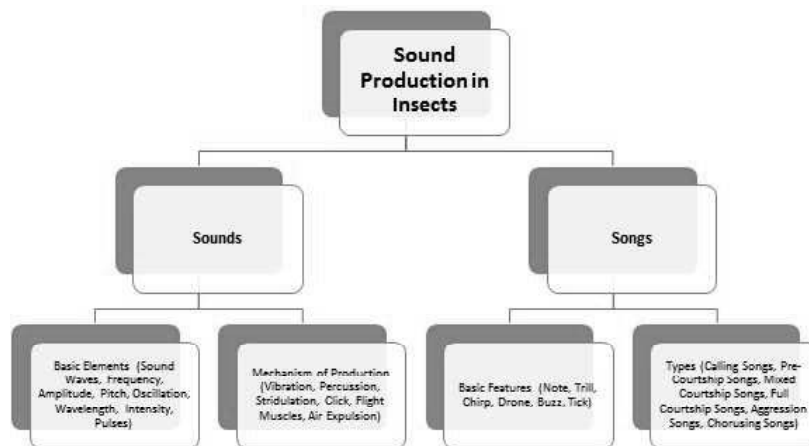 Sound
Production in
Insects
Sounds
Songs
Basic Elements (Sound
Waves, Frequency,
Amplitude, Pitch, Oscillation,
Wavelength, Intensity,
Pulses)
Mechanism of Production
(Vibration, Percussion,
Stridulation, Click, Flight
Muscles, Air Expulsion)
Basic Features (Note, Trill,
Chirp, Drone, Buzz, Tick)
Types (Calling Songs, Pre-
Courtship Songs, Mixed
Courtship Songs, Full
Courtship Songs, Aggression
Songs, Chorusing Songs)